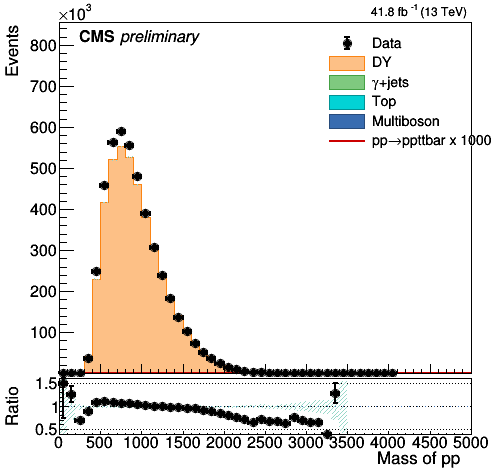 ×10³
41.8 fb⁻¹ (13 TeV)
CMS preliminary
Events
800
700
600
500
400
300
200
100
Data
DY
γ+jets
Top
Multiboson
pp→ppttbar x 1000
Ratio
1.5
1
0.5
0 500 1000 1500 2000 2500 3000 3500 4000 4500 5000
Mass of pp